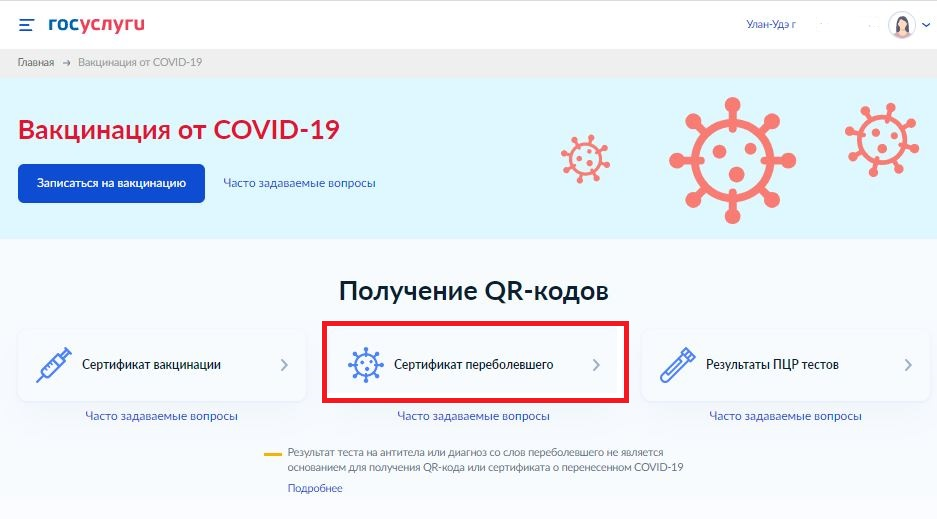 госуслуги
Улан-Удэ г
Главная → Вакцинация от COVID-19
Вакцинация от COVID-19
Записаться на вакцинацию
Часто задаваемые вопросы
Получение QR-кодов
Сертификат вакцинации
Сертификат переболевшего
Результаты ПЦР тестов
Часто задаваемые вопросы
Часто задаваемые вопросы
Часто задаваемые вопросы
Результат теста на антитела или диагноз со слов переболевшего не является
основанием для получения QR-кода или сертификата о перенесенном COVID-19
Подробнее